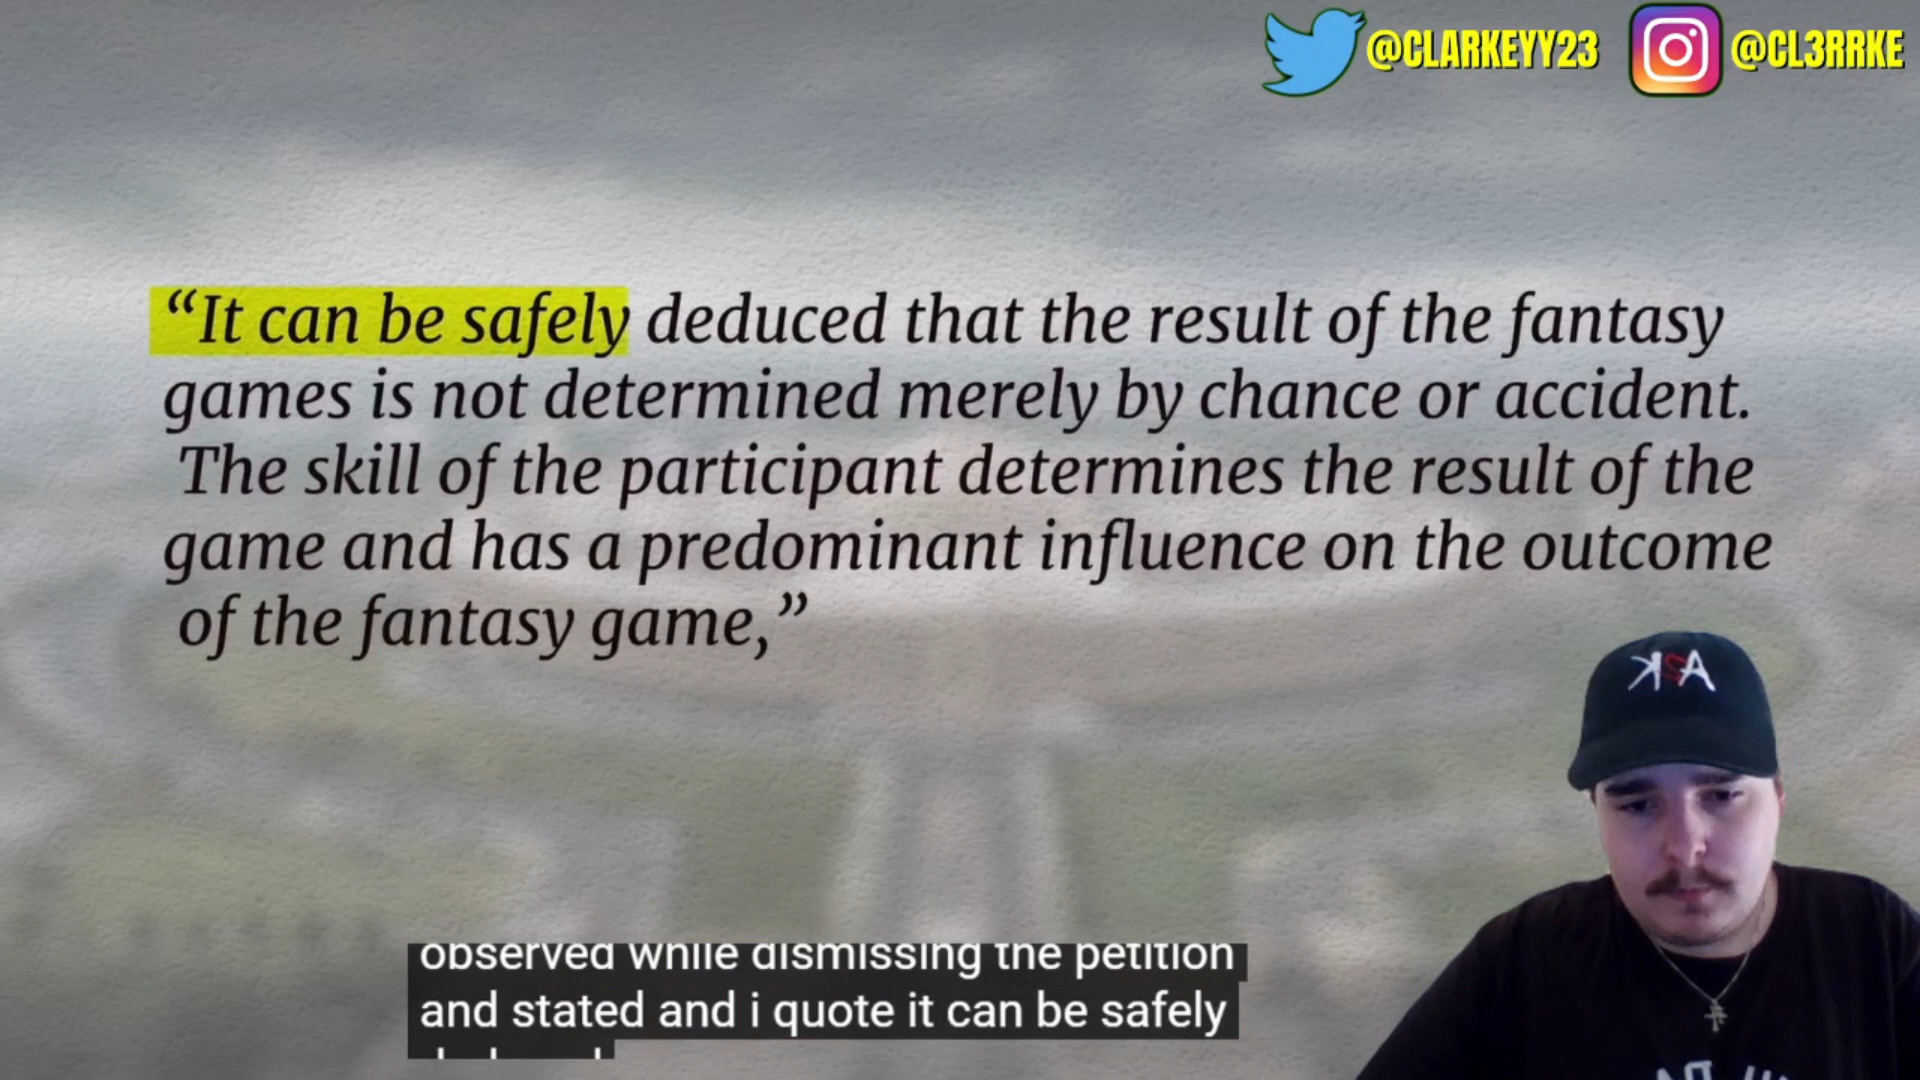 @CLARKEYY23 @CL3RRKE
“It can be safely deduced that the result of the fantasy
games is not determined merely by chance or accident.
The skill of the participant determines the result of the
game and has a predominant influence on the outcome
of the fantasy game,”
observed while dismissing the petition
and stated and i quote it can be safely